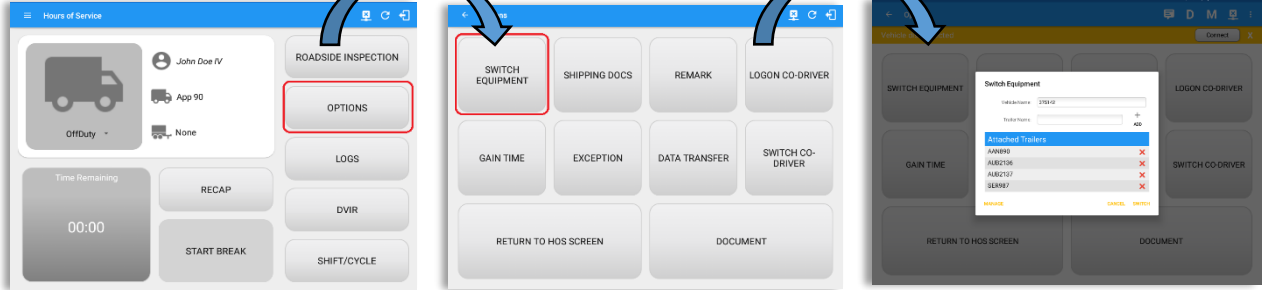 Hours of Service
John Doe IV
App 90
OffDuty
None
Time Remaining
00:00
RECAP
START BREAK
ROADSIDE INSPECTION
OPTIONS
LOGS
DVIR
SHIFT/CYCLE
SWITCH
EQUIPMENT
SHIPPING DOCS
REMARK
LOGON CO-DRIVER
GAIN TIME
EXCEPTION
DATA TRANSFER
SWITCH CO-
DRIVER
RETURN TO HOS SCREEN
DOCUMENT
D M
Connect
X
SWITCH EQUIPMENT
LOGON CO-DRIVER
GAIN TIME
SWITCH CO-DRIVER
RETURN TO HOS SCREEN
DOCUMENT
Switch Equipment
Vehicle Name
Trailer Name
ADD
Attached Trailers
AAN890
AUB2136
AUB2137
SER987
MANAGE
CANCEL
SWITCH